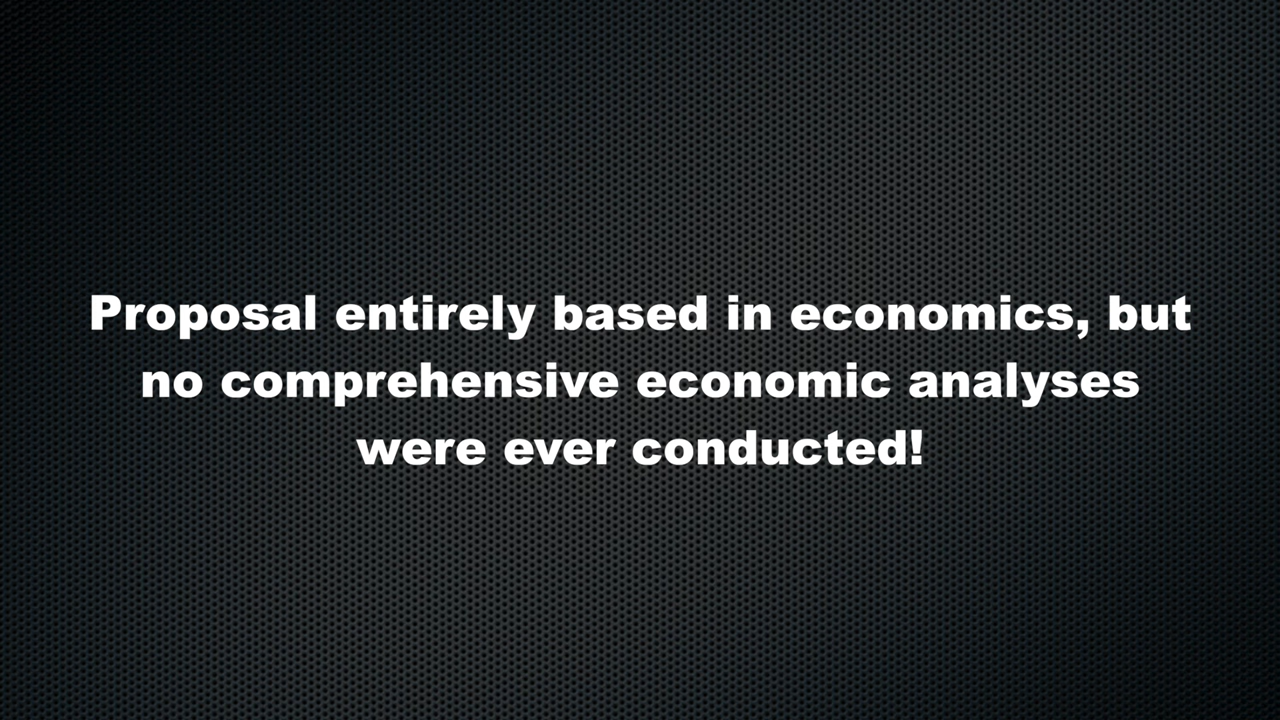 Proposal entirely based in economics, but
no comprehensive economic analyses
were ever conducted!